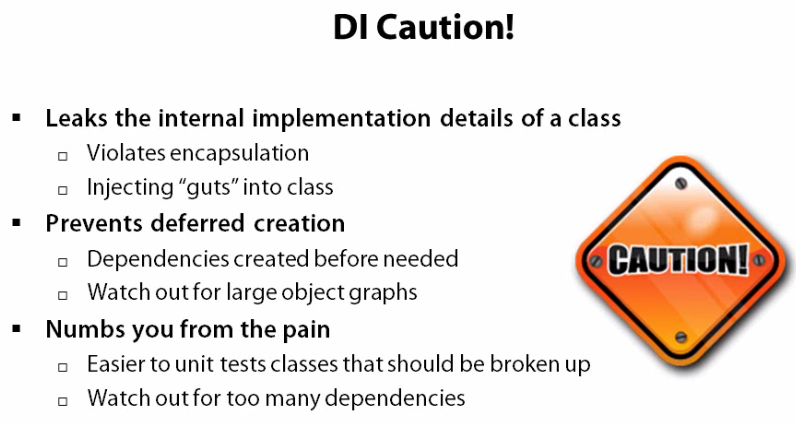 DI Caution!
▪ Leaks the internal implementation details of a class
□ Violates encapsulation
□ Injecting “guts” into class
▪ Prevents deferred creation
□ Dependencies created before needed
□ Watch out for large object graphs
CAUTION!
▪ Numbs you from the pain
□ Easier to unit tests classes that should be broken up
□ Watch out for too many dependencies